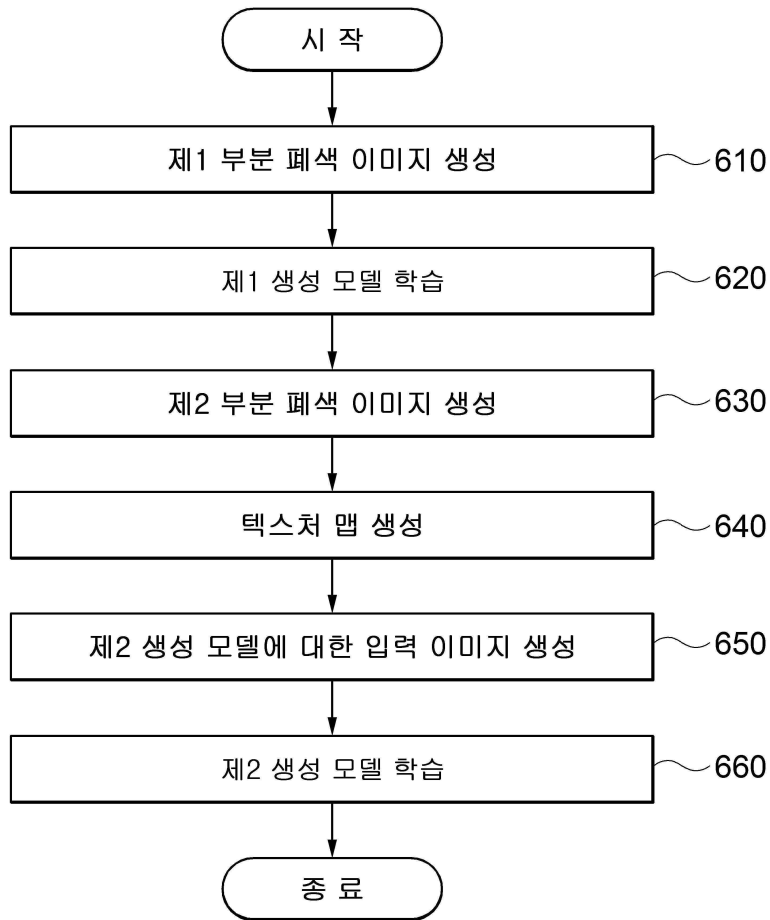 시 작
제1 부분 폐색 이미지 생성
610
제1 생성 모델 학습
620
제2 부분 폐색 이미지 생성
630
텍스처 맵 생성
640
제2 생성 모델에 대한 입력 이미지 생성
650
제2 생성 모델 학습
660
종 료